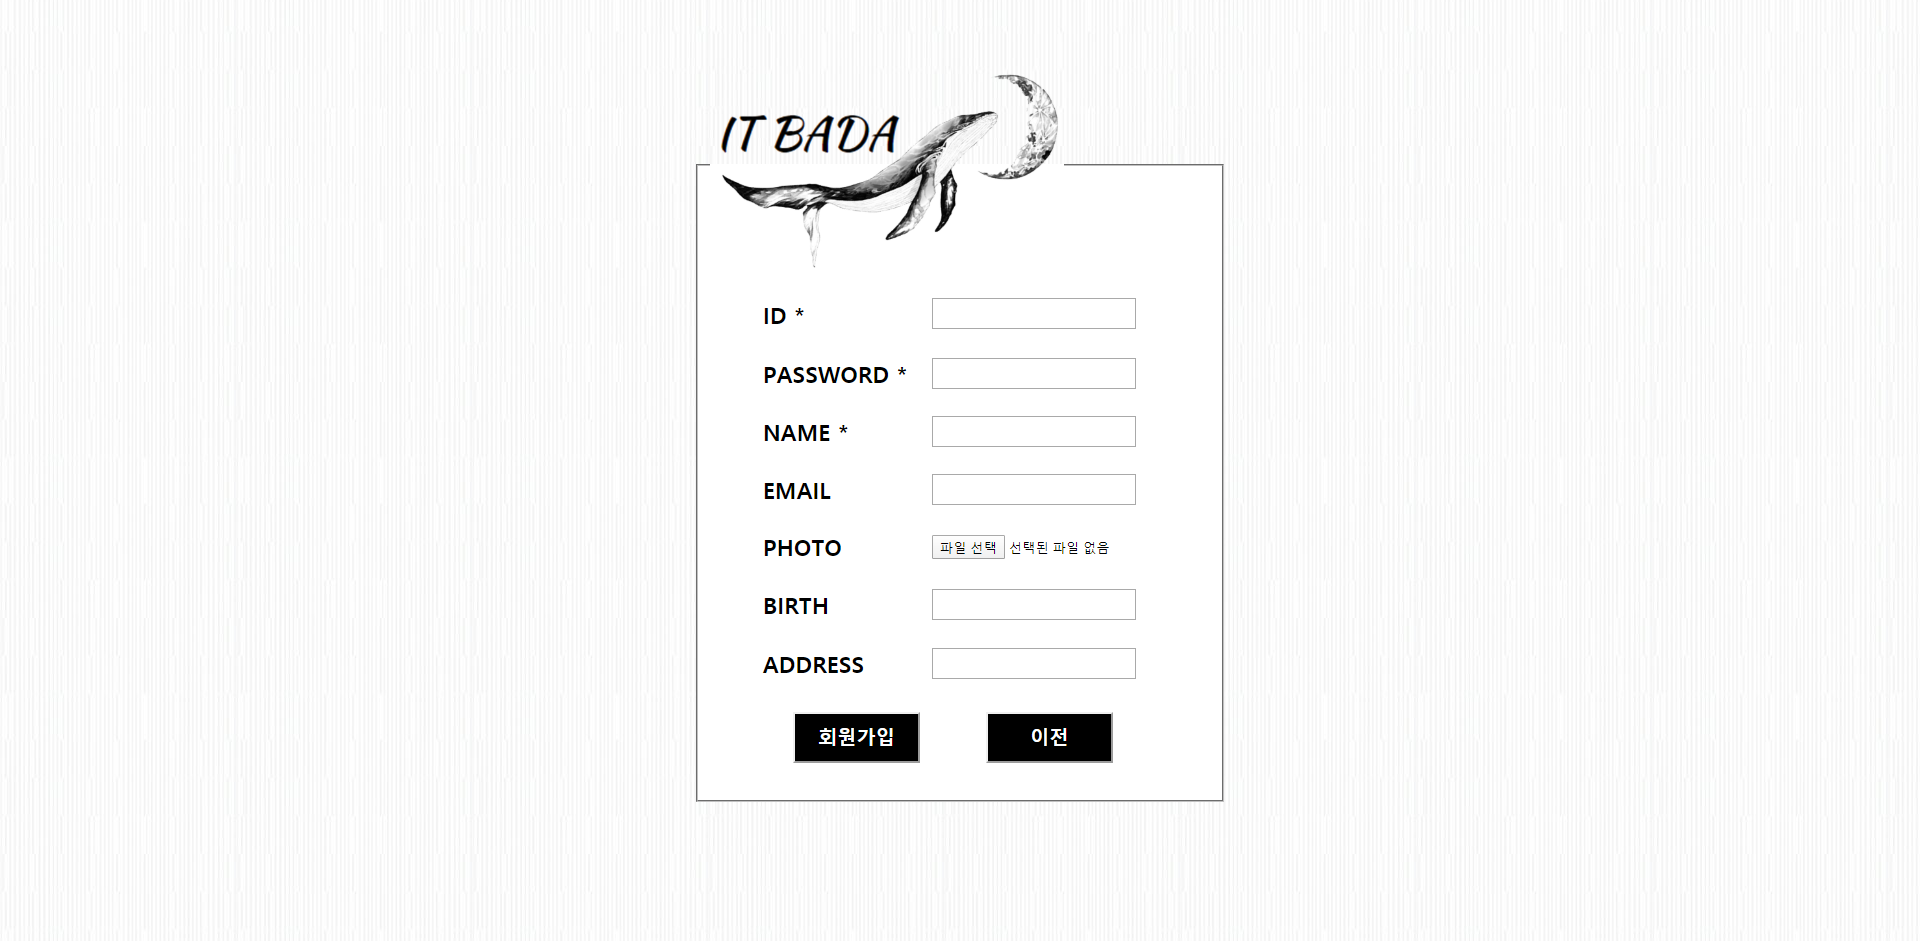 IT BADA
ID *
PASSWORD *
NAME *
EMAIL
PHOTO 파일 선택 선택된 파일 없음
BIRTH
ADDRESS
회원가입 이전